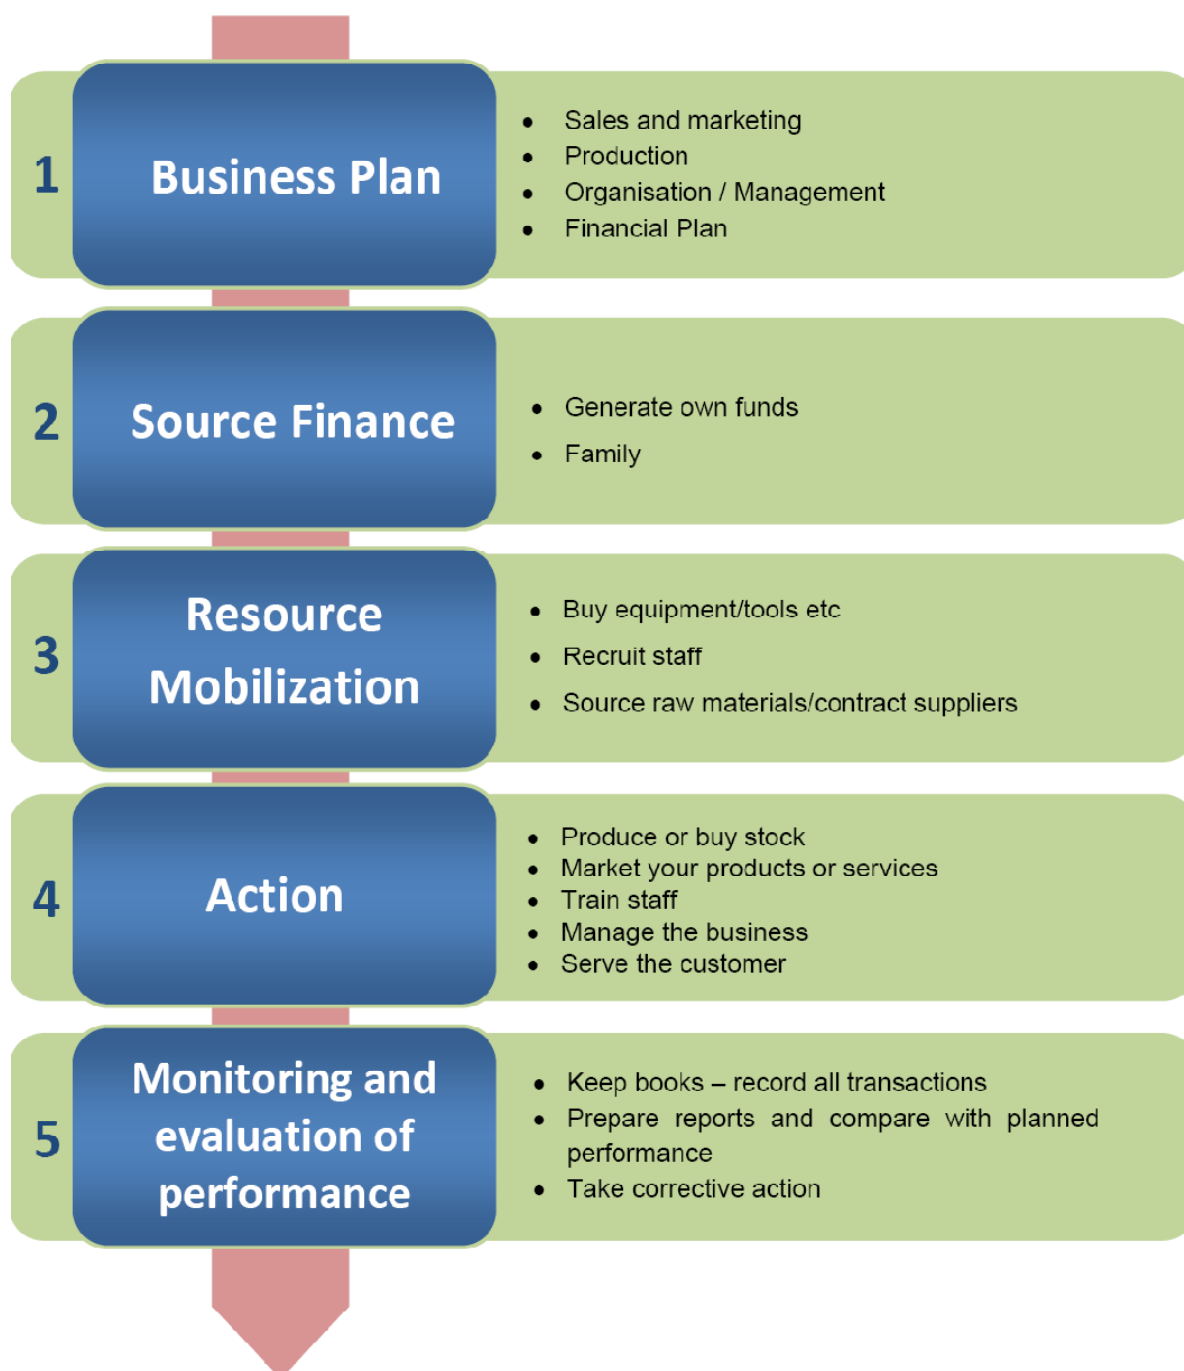 1
Business Plan
• Sales and marketing
• Production
• Organisation / Management
• Financial Plan
2
Source Finance
• Generate own funds
• Family
3
Resource
Mobilization
• Buy equipment/tools etc
• Recruit staff
• Source raw materials/contract suppliers
4
Action
• Produce or buy stock
• Market your products or services
• Train staff
• Manage the business
• Serve the customer
5
Monitoring and
evaluation of
performance
• Keep books – record all transactions
• Prepare reports and compare with planned
performance
• Take corrective action